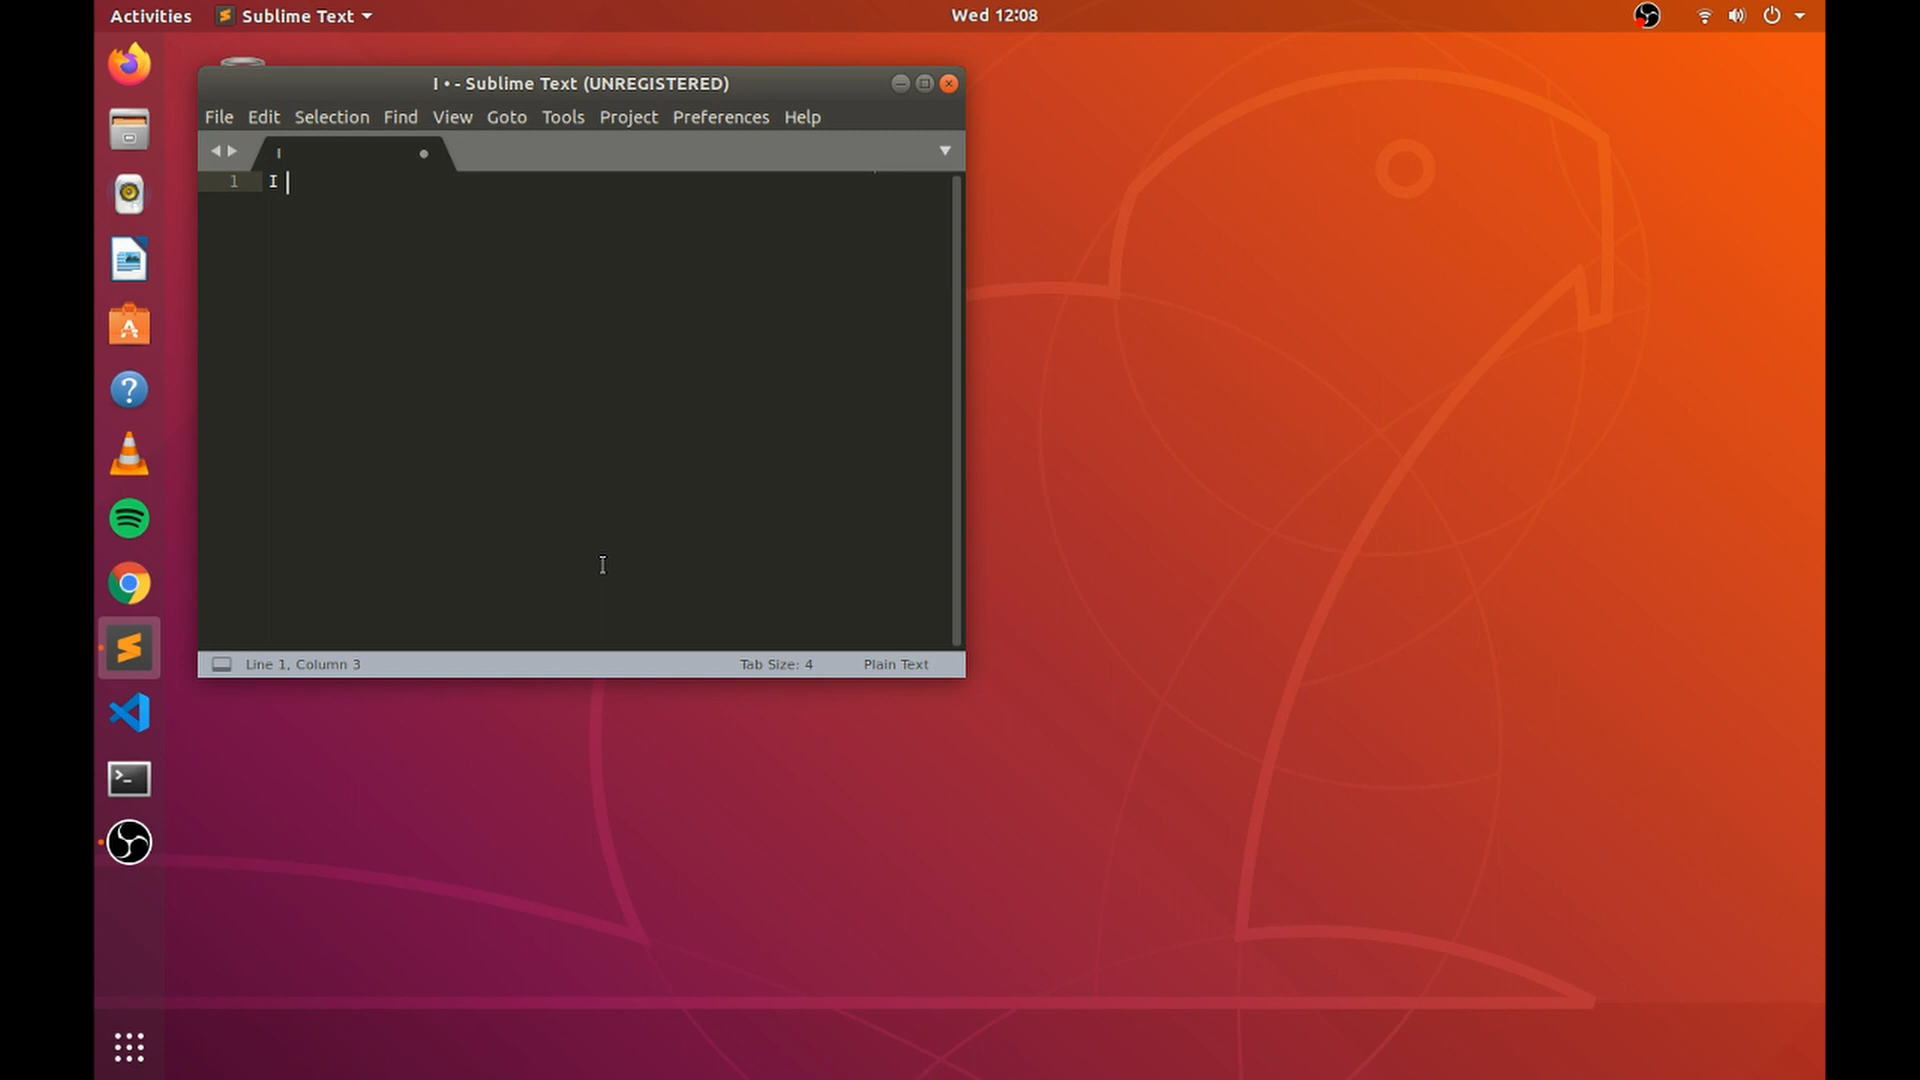 Activities Sublime Text Wed 12:08
I • - Sublime Text (UNREGISTERED)
File Edit Selection Find View Goto Tools Project Preferences Help
I
1 I
Line 1, Column 3 Tab Size: 4 Plain Text